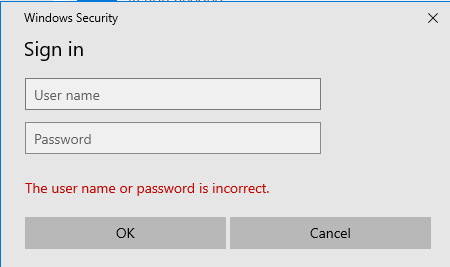 Windows Security
Sign in
User name
Password
The user name or password is incorrect.
OK
Cancel